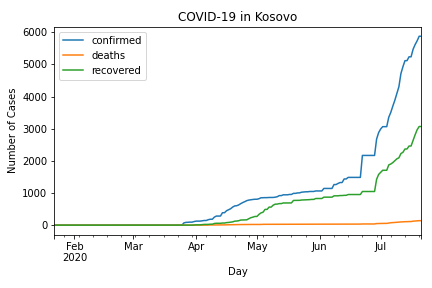 COVID-19 in Kosovo
confirmed
deaths
recovered
Number of Cases
6000
5000
4000
3000
2000
1000
0
Feb
2020
Mar
Apr
May
Jun
Jul
Day